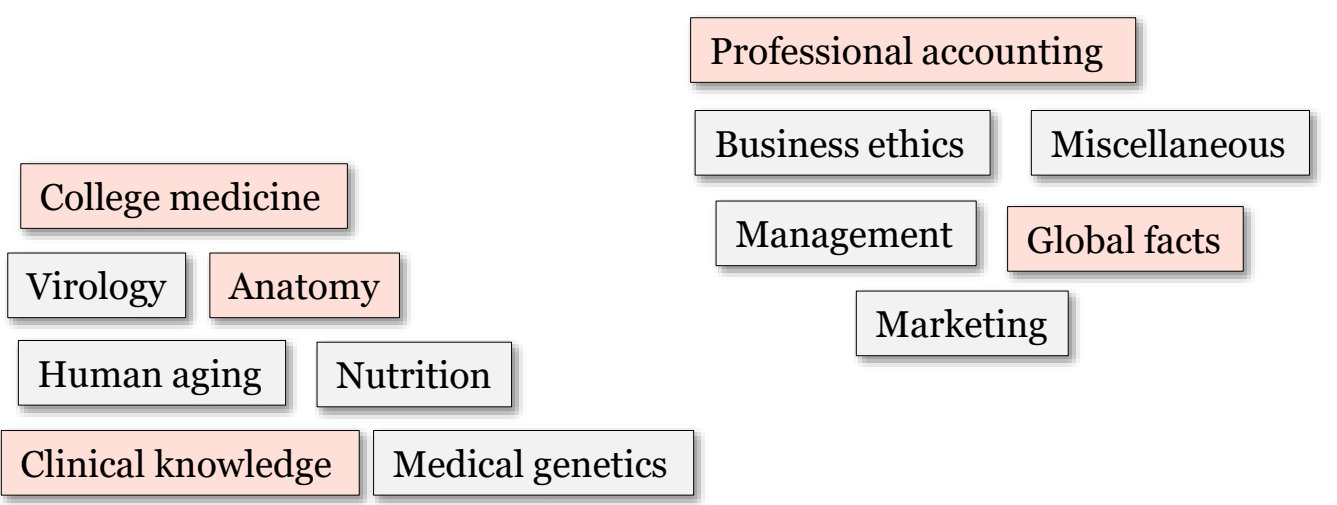 Professional accounting
Business ethics
Miscellaneous
Management
Global facts
Marketing
College medicine
Virology
Anatomy
Human aging
Nutrition
Clinical knowledge
Medical genetics